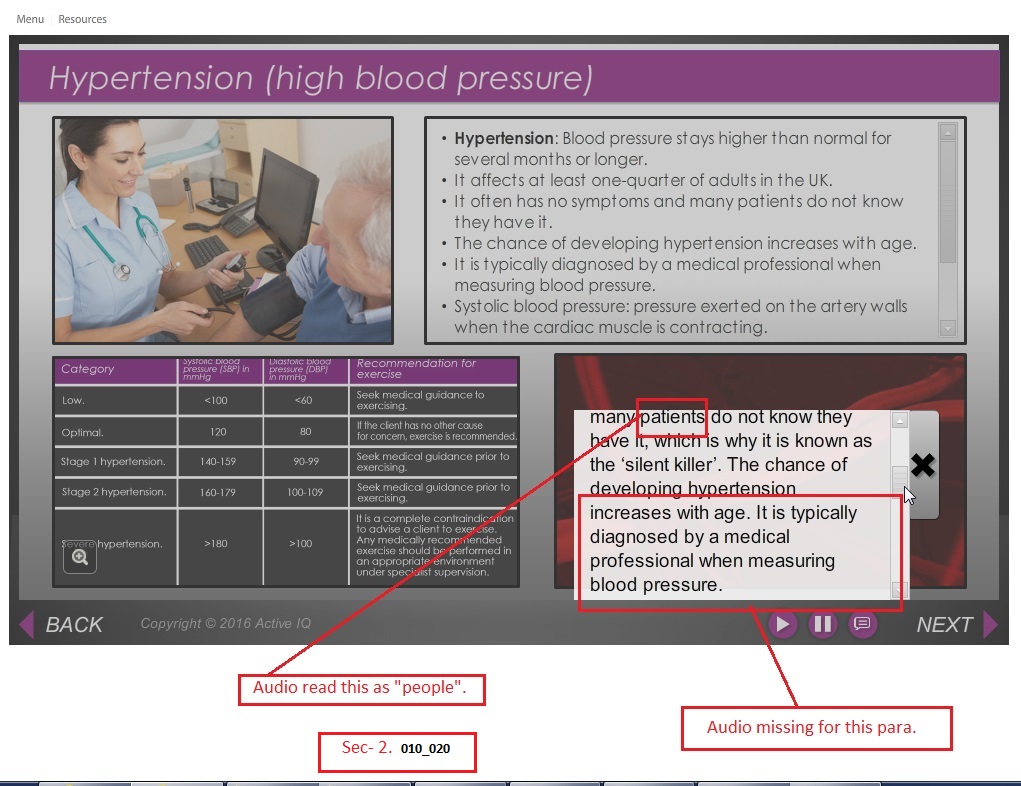 Menu Resources
Hypertension (high blood pressure)
• Hypertension: Blood pressure stays higher than normal for
several months or longer.
• It affects at least one-quarter of adults in the UK.
• It often has no symptoms and many patients do not know
they have it.
• The chance of developing hypertension increases with age.
• It is typically diagnosed by a medical professional when
measuring blood pressure.
• Systolic blood pressure: pressure exerted on the artery walls
when the cardiac muscle is contracting.
Category
Systolic blood
pressure (SBP) in
mmHg
Diastolic blood
pressure (DBP)
in mmHg
Recommendation for
exercise
Low.
<100
<60
Seek medical guidance to
exercising.
Optimal.
120
80
If the client has no other cause
for concern, exercise is recommended.
Stage 1 hypertension.
140-159
90-99
Seek medical guidance prior to
exercising.
Stage 2 hypertension.
160-179
100-109
Seek medical guidance prior to
exercising.
Severe hypertension.
>180
>100
It is a complete contraindication
to advise a client to exercise.
Any medically recommended
exercise should be performed in
an appropriate environment
under specialist supervision.
many patients do not know they
have it, which is why it is known as
the ‘silent killer’. The chance of
developing hypertension
increases with age. It is typically
diagnosed by a medical
professional when measuring
blood pressure.
BACK
Copyright © 2016 Active IQ
NEXT
Audio read this as "people".
Audio missing for this para.
Sec- 2. 010_020